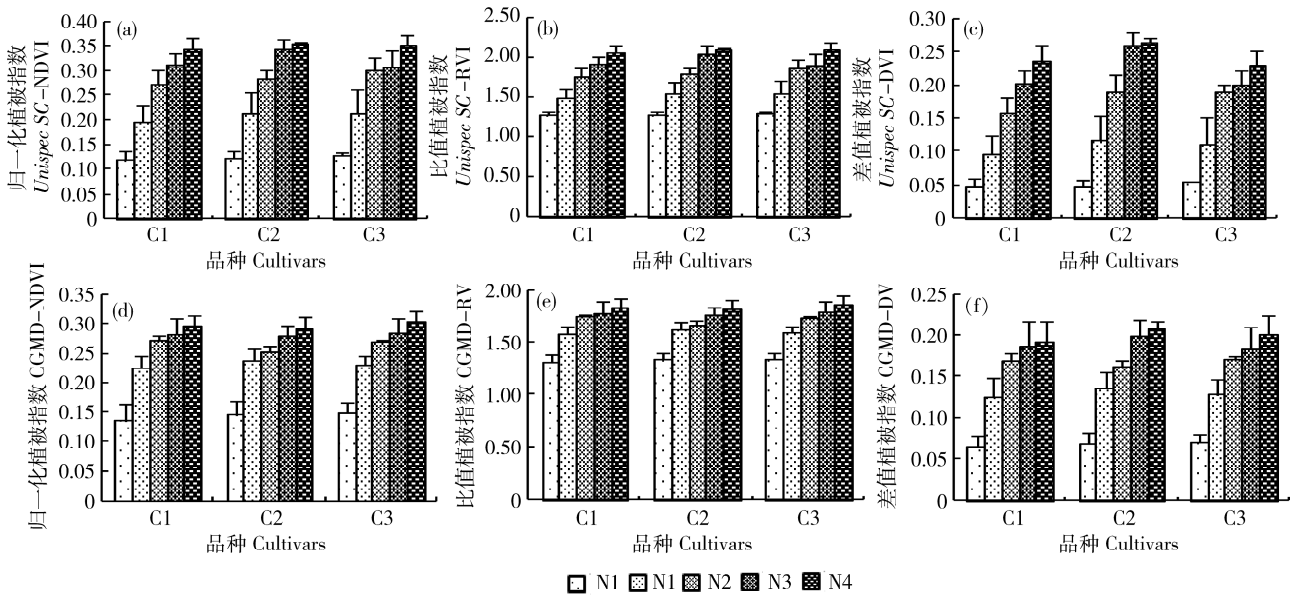 归一化植被指数
Unispec SC-NDVI
(a)
0.40
0.35
0.30
0.25
0.20
0.15
0.10
0.05
0
C1 C2 C3
品种 Cultivars
比值植被指数
Unispec SC-RVI
(b)
2.50
2.00
1.50
1.00
0.50
0
C1 C2 C3
品种 Cultivars
差值植被指数
Unispec SC-DVI
(c)
0.30
0.25
0.20
0.15
0.10
0.05
0
C1 C2 C3
品种 Cultivars
归一化植被指数 CGMD-NDVI
(d)
0.35
0.30
0.25
0.20
0.15
0.10
0.05
0
C1 C2 C3
品种 Cultivars
比值植被指数 CGMD-RV
(e)
2.00
1.50
1.00
0.50
0
C1 C2 C3
品种 Cultivars
差值植被指数 CGMD-DV
(f)
0.25
0.20
0.15
0.10
0.05
0
C1 C2 C3
品种 Cultivars
N1 N1 N2 N3 N4